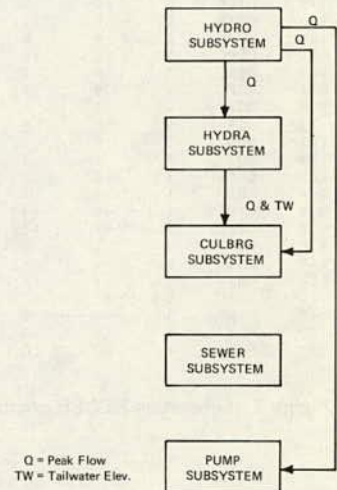 HYDRO
SUBSYSTEM
Q
Q
Q
HYDRA
SUBSYSTEM
Q & TW
CULBRG
SUBSYSTEM
SEWER
SUBSYSTEM
Q = Peak Flow
TW = Tailwater Elev.
PUMP
SUBSYSTEM